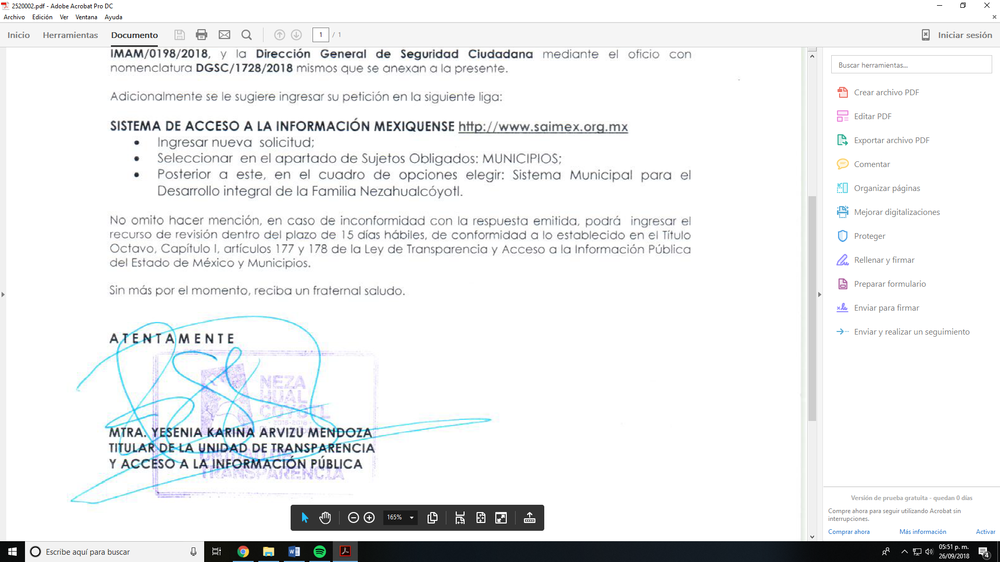 2520002.pdf - Adobe Acrobat Pro DC
Archivo Edición Ver Ventana Ayuda
Inicio Herramientas Documento 1 / 1 Iniciar sesión
IMAM/0198/2018, y la Dirección General de Seguridad Ciudadana mediante el oficio con
nomenclatura DGSC/1728/2018 mismos que se anexan a la presente.
Adicionalmente se le sugiere ingresar su petición en la siguiente liga:
SISTEMA DE ACCESO A LA INFORMACIÓN MEXIQUENSE http://www.saimex.org.mx
• Ingresar nueva solicitud;
• Seleccionar en el apartado de Sujetos Obligados: MUNICIPIOS;
• Posterior a este, en el cuadro de opciones elegir: Sistema Municipal para el
Desarrollo integral de la Familia Nezahualcóyotl.
No omito hacer mención, en caso de inconformidad con la respuesta emitida, podrá ingresar el
recurso de revisión dentro del plazo de 15 días hábiles, de conformidad a lo establecido en el Título
Octavo, Capítulo I, artículos 177 y 178 de la Ley de Transparencia y Acceso a la Información Pública
del Estado de México y Municipios.
Sin más por el momento, reciba un fraternal saludo.
ATENTAMENTE
NEZA
HUAL
COYOTL
MTRA. YESENIA KARINA ARVIZU MENDOZA
TITULAR DE LA UNIDAD DE TRANSPARENCIA
Y ACCESO A LA INFORMACIÓN PÚBLICA
UNIDAD DE
TRANSPARENCIA
165%
Buscar herramientas...
Crear archivo PDF
Editar PDF
Exportar archivo PDF
Comentar
Organizar páginas
Mejorar digitalizaciones
Proteger
Rellenar y firmar
Preparar formulario
Enviar para firmar
Enviar y realizar un seguimiento
Versión de prueba gratuita - quedan 0 días
Compre ahora para seguir utilizando Acrobat sin
interrupciones.
Comprar ahora Más información Activar
Escribe aquí para buscar
05:51 p. m.
26/09/2018
4